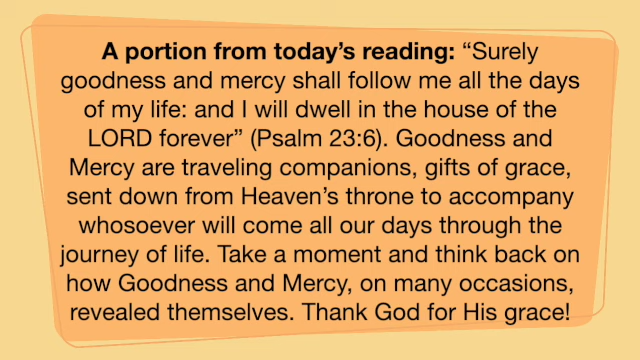 A portion from today’s reading: “Surely
goodness and mercy shall follow me all the days
of my life: and I will dwell in the house of the
LORD forever” (Psalm 23:6). Goodness and
Mercy are traveling companions, gifts of grace,
sent down from Heaven’s throne to accompany
whosoever will come all our days through the
journey of life. Take a moment and think back on
how Goodness and Mercy, on many occasions,
revealed themselves. Thank God for His grace!